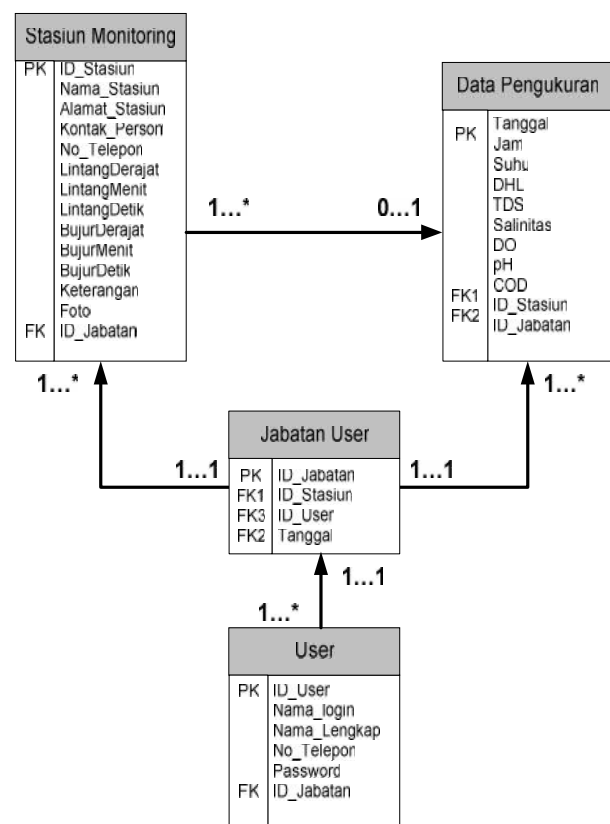 Stasiun Monitoring
PK ID_Stasiun
Nama_Stasiun
Alamat_Stasiun
Kontak_Person
No_Telepon
LintangDerajat
LintangMenit
LintangDetik
BujurDerajat
BujurMenit
BujurDetik
Keterangan
Foto
FK ID_Jabatan
Data Pengukuran
PK Tanggal
Jam
Suhu
DHL
TDS
Salinitas
DO
pH
COD
FK1 ID_Stasiun
FK2 ID_Jabatan
1...* 0...1
1...* 1...*
1...1 1...1
Jabatan User
PK ID_Jabatan
FK1 ID_Stasiun
FK3 ID_User
FK2 Tanggal
1...1
1...*
User
PK ID_User
Nama_login
Nama_Lengkap
No_Telepon
Password
FK ID_Jabatan